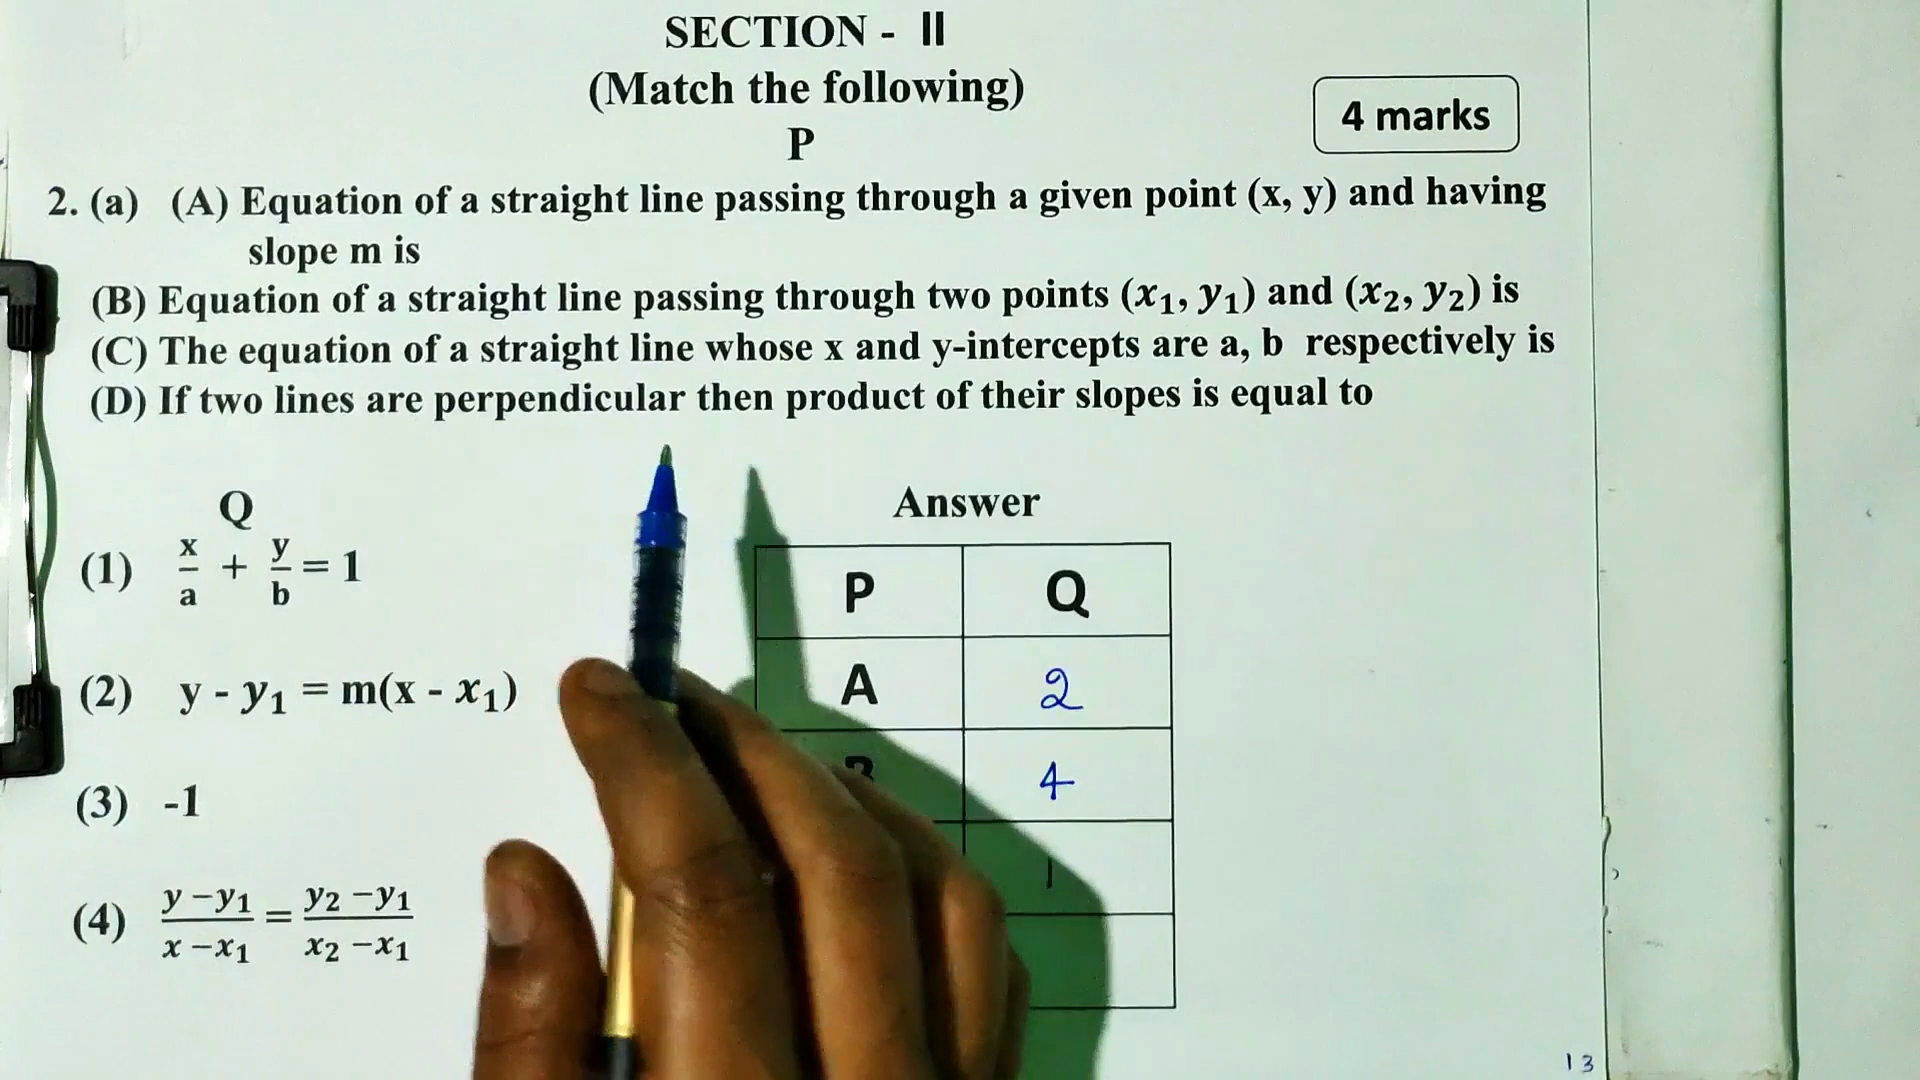 SECTION - II
(Match the following)
4 marks
P
2. (a) (A) Equation of a straight line passing through a given point (x, y) and having
slope m is
(B) Equation of a straight line passing through two points (x₁, y₁) and (x₂, y₂) is
(C) The equation of a straight line whose x and y-intercepts are a, b respectively is
(D) If two lines are perpendicular then product of their slopes is equal to
Q
(1) x/a + y/b = 1
(2) y - y₁ = m(x - x₁)
(3) -1
(4) y −y₁/x −x₁ = y₂ −y₁/x₂ −x₁
Answer
P Q
A 2
4
1
13